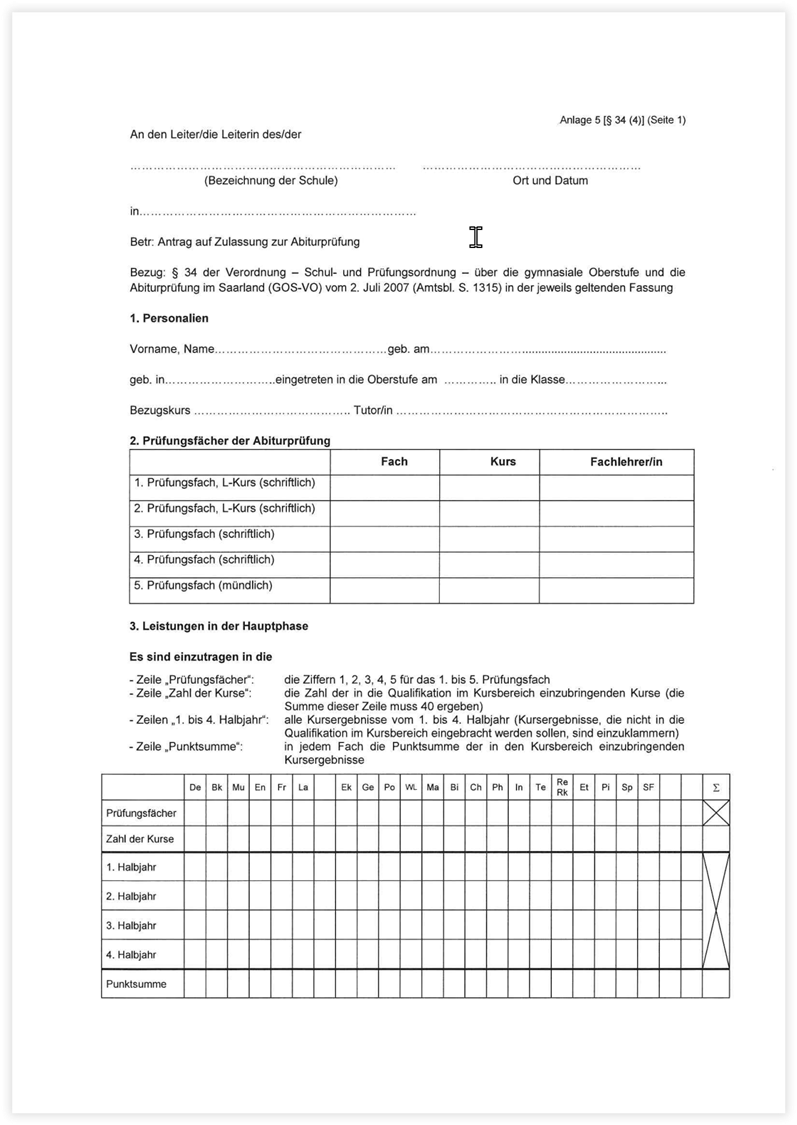 Anlage 5 [§ 34 (4)] (Seite 1)
An den Leiter/die Leiterin des/der
(Bezeichnung der Schule) Ort und Datum
in……………………………………………………………
Betr: Antrag auf Zulassung zur Abiturprüfung
Bezug: § 34 der Verordnung – Schul- und Prüfungsordnung – über die gymnasiale Oberstufe und die
Abiturprüfung im Saarland (GOS-VO) vom 2. Juli 2007 (Amtsbl. S. 1315) in der jeweils geltenden Fassung
1. Personalien
Vorname, Name……………………………………geb. am……………………................................................
geb. in………………………..eingetreten in die Oberstufe am ………….. in die Klasse……………………...
Bezugskurs ……………………………….. Tutor/in …………………………………………………………..
2. Prüfungsfächer der Abiturprüfung
Fach Kurs Fachlehrer/in
1. Prüfungsfach, L-Kurs (schriftlich)
2. Prüfungsfach, L-Kurs (schriftlich)
3. Prüfungsfach (schriftlich)
4. Prüfungsfach (schriftlich)
5. Prüfungsfach (mündlich)
3. Leistungen in der Hauptphase
Es sind einzutragen in die
- Zeile „Prüfungsfächer“: die Ziffern 1, 2, 3, 4, 5 für das 1. bis 5. Prüfungsfach
- Zeile „Zahl der Kurse“: die Zahl der in die Qualifikation im Kursbereich einzubringenden Kurse (die
Summe dieser Zeile muss 40 ergeben)
- Zeilen „1. bis 4. Halbjahr“: alle Kursergebnisse vom 1. bis 4. Halbjahr (Kursergebnisse, die nicht in die
Qualifikation im Kursbereich eingebracht werden sollen, sind einzuklammern)
- Zeile „Punktsumme“: in jedem Fach die Punktsumme der in den Kursbereich einzubringenden
Kursergebnisse
De Bk Mu En Fr La Ek Ge Po WL Ma Bi Ch Ph In Te Re Rk Et Pi Sp SF Σ
Prüfungsfächer
Zahl der Kurse
1. Halbjahr
2. Halbjahr
3. Halbjahr
4. Halbjahr
Punktsumme